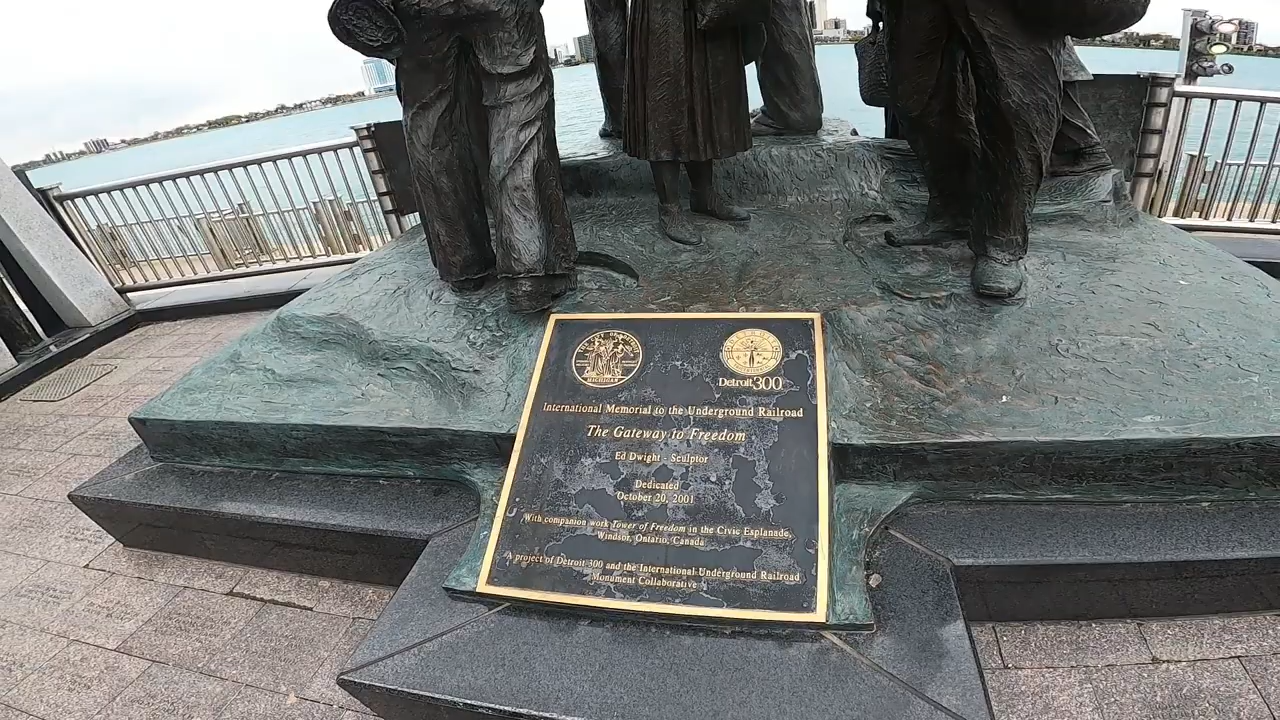 MICHIGAN
DETROIT
Detroit300
International Memorial to the Underground Railroad
The Gateway to Freedom
Ed Dwight - Sculptor
Dedicated
October 20, 2001
With companion work Tower of Freedom in the Civic Esplanade,
Windsor, Ontario, Canada
A project of Detroit 300 and the International Underground Railroad
Monument Collaborative